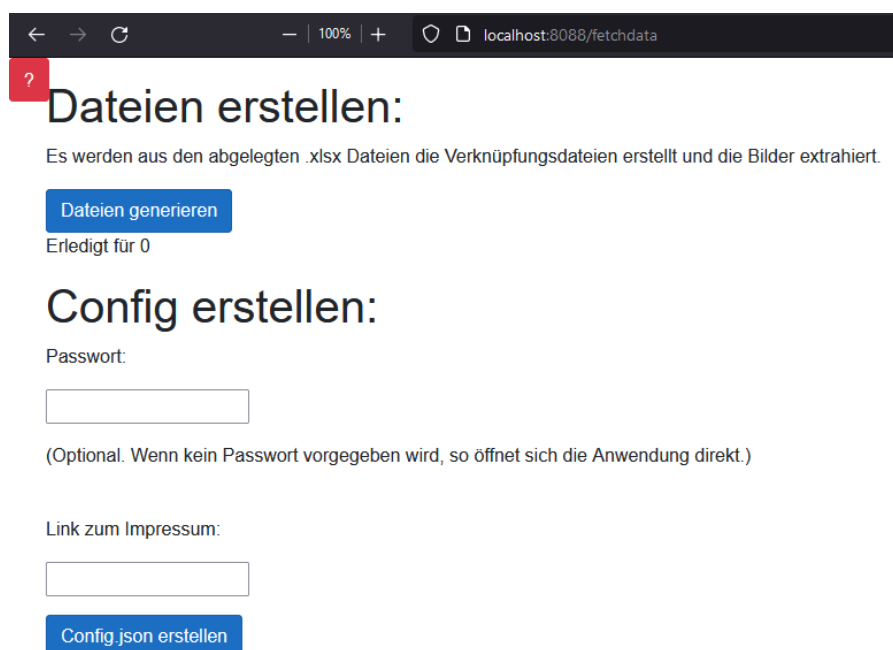 100%
localhost:8088/fetchdata
?
Dateien erstellen:
Es werden aus den abgelegten .xlsx Dateien die Verknüpfungsdateien erstellt und die Bilder extrahiert.
Dateien generieren
Erledigt für 0
Config erstellen:
Passwort:
(Optional. Wenn kein Passwort vorgegeben wird, so öffnet sich die Anwendung direkt.)
Link zum Impressum:
Config.json erstellen